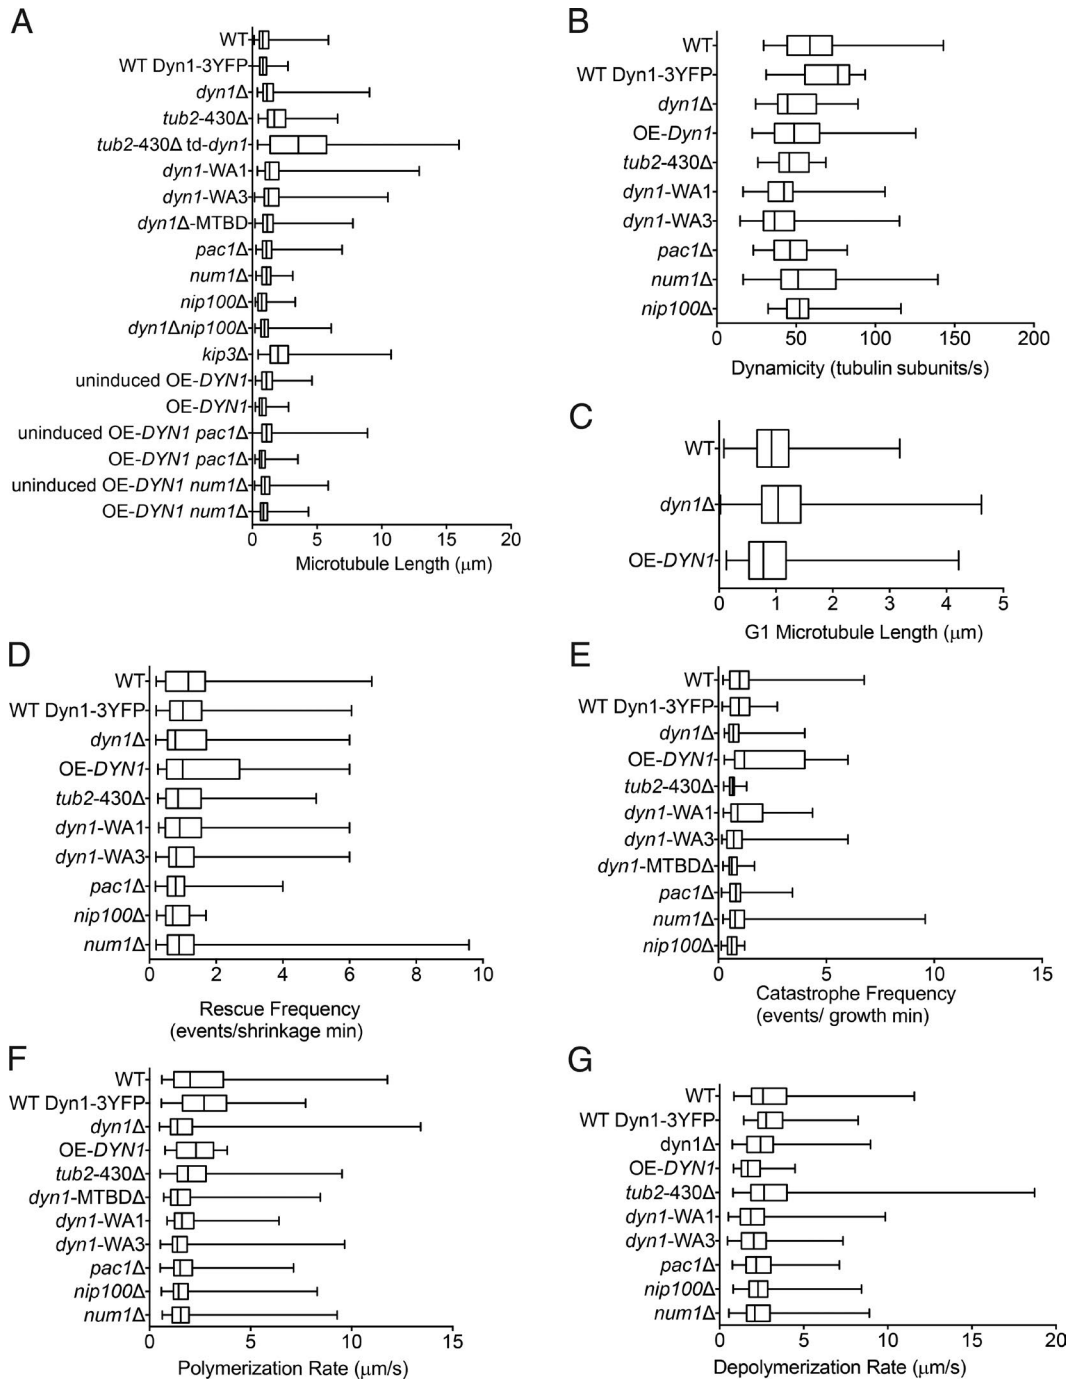 A
WT
WT Dyn1-3YFP
dyn1Δ
tub2-430Δ
tub2-430Δ td-dyn1
dyn1-WA1
dyn1-WA3
dyn1Δ-MTBD
pac1Δ
num1Δ
nip100Δ
dyn1Δnip100Δ
kip3Δ
uninduced OE-DYN1
OE-DYN1
uninduced OE-DYN1 pac1Δ
OE-DYN1 pac1Δ
uninduced OE-DYN1 num1Δ
OE-DYN1 num1Δ
0 5 10 15 20
Microtubule Length (μm)
B
WT
WT Dyn1-3YFP
dyn1Δ
OE-Dyn1
tub2-430Δ
dyn1-WA1
dyn1-WA3
pac1Δ
num1Δ
nip100Δ
0 50 100 150 200
Dynamicity (tubulin subunits/s)
C
WT
dyn1Δ
OE-DYN1
0 1 2 3 4 5
G1 Microtubule Length (μm)
D
WT
WT Dyn1-3YFP
dyn1Δ
OE-DYN1
tub2-430Δ
dyn1-WA1
dyn1-WA3
pac1Δ
nip100Δ
num1Δ
0 2 4 6 8 10
Rescue Frequency
(events/shrinkage min)
E
WT
WT Dyn1-3YFP
dyn1Δ
OE-DYN1
tub2-430Δ
dyn1-WA1
dyn1-WA3
dyn1-MTBDΔ
pac1Δ
num1Δ
nip100Δ
0 5 10 15
Catastrophe Frequency
(events/ growth min)
F
WT
WT Dyn1-3YFP
dyn1Δ
OE-DYN1
tub2-430Δ
dyn1-MTBDΔ
dyn1-WA1
dyn1-WA3
pac1Δ
nip100Δ
num1Δ
0 5 10 15
Polymerization Rate (μm/s)
G
WT
WT Dyn1-3YFP
dyn1Δ
OE-DYN1
tub2-430Δ
dyn1-WA1
dyn1-WA3
pac1Δ
nip100Δ
num1Δ
0 5 10 15 20
Depolymerization Rate (μm/s)